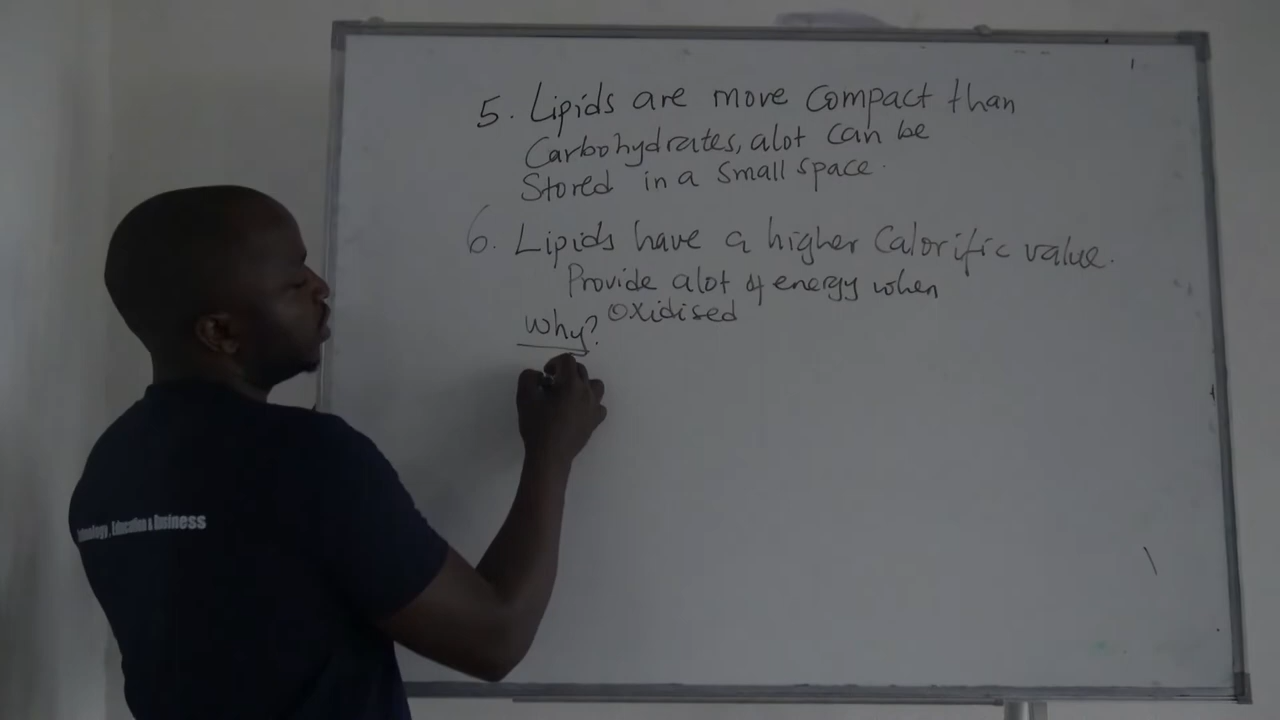 5. Lipids are more compact than
Carbohydrates, alot can be
Stored in a small space.
6. Lipids have a higher Calorific value.
Provide alot of energy when
Oxidised
Why?
Education & Business